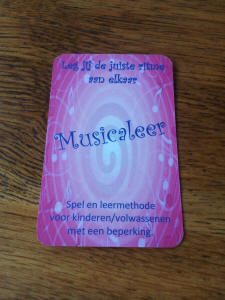 Leg jij de juiste ritme
aan elkaar
Musicaleer
Spel en leermethode
voor kinderen/volwassenen
met een beperking.